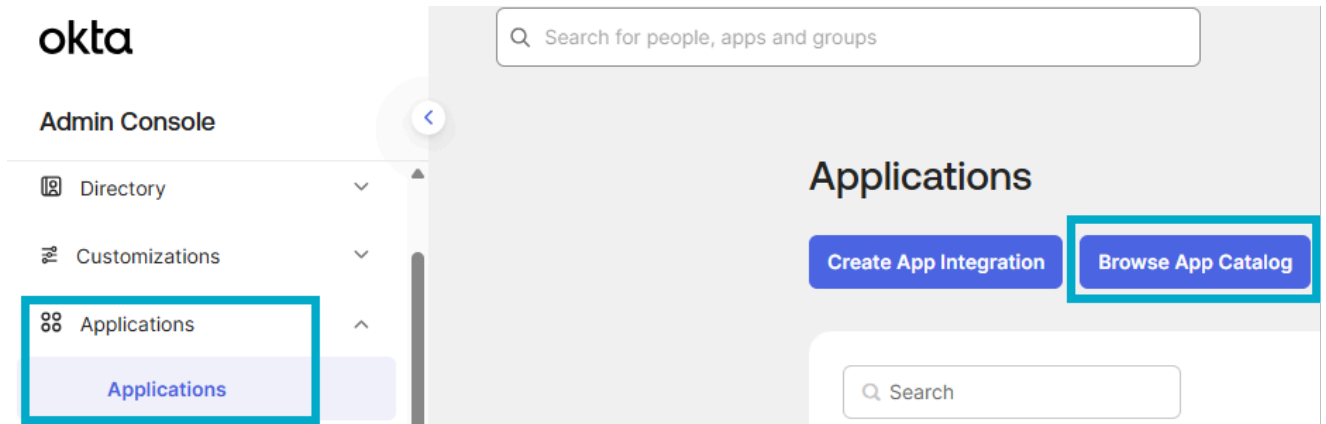 okta
Admin Console
Directory
Customizations
Applications
Applications
Search for people, apps and groups
Applications
Create App Integration
Browse App Catalog
Search